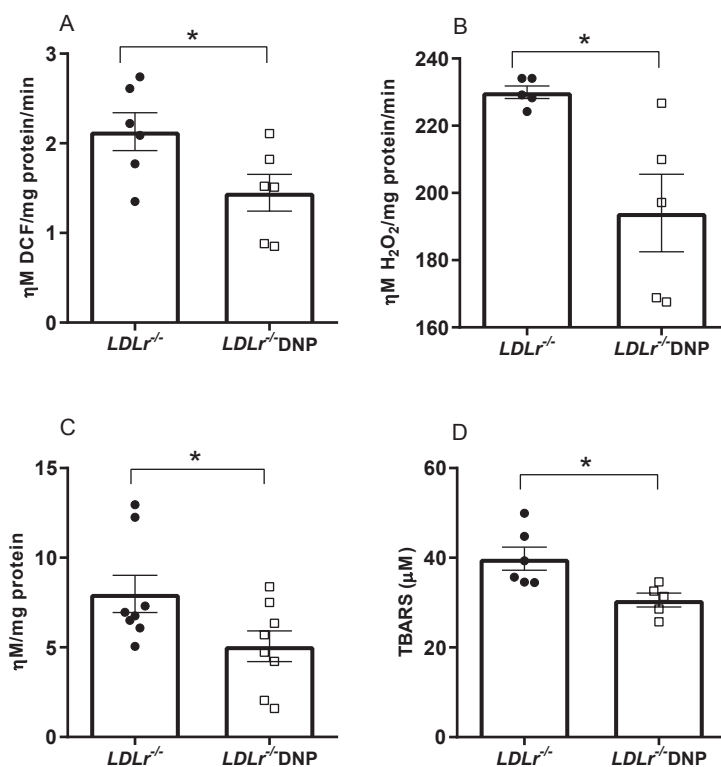 A
*
ηM DCF/mg protein/min
3
2
1
0
LDLr-/-
LDLr-/-DNP
B
*
ηM H₂O₂/mg protein/min
240
220
200
180
160
LDLr-/-
LDLr-/-DNP
C
*
ηM/mg protein
15
10
5
0
LDLr-/-
LDLr-/-DNP
D
*
TBARS (μM)
60
40
20
0
LDLr-/-
LDLr-/-DNP